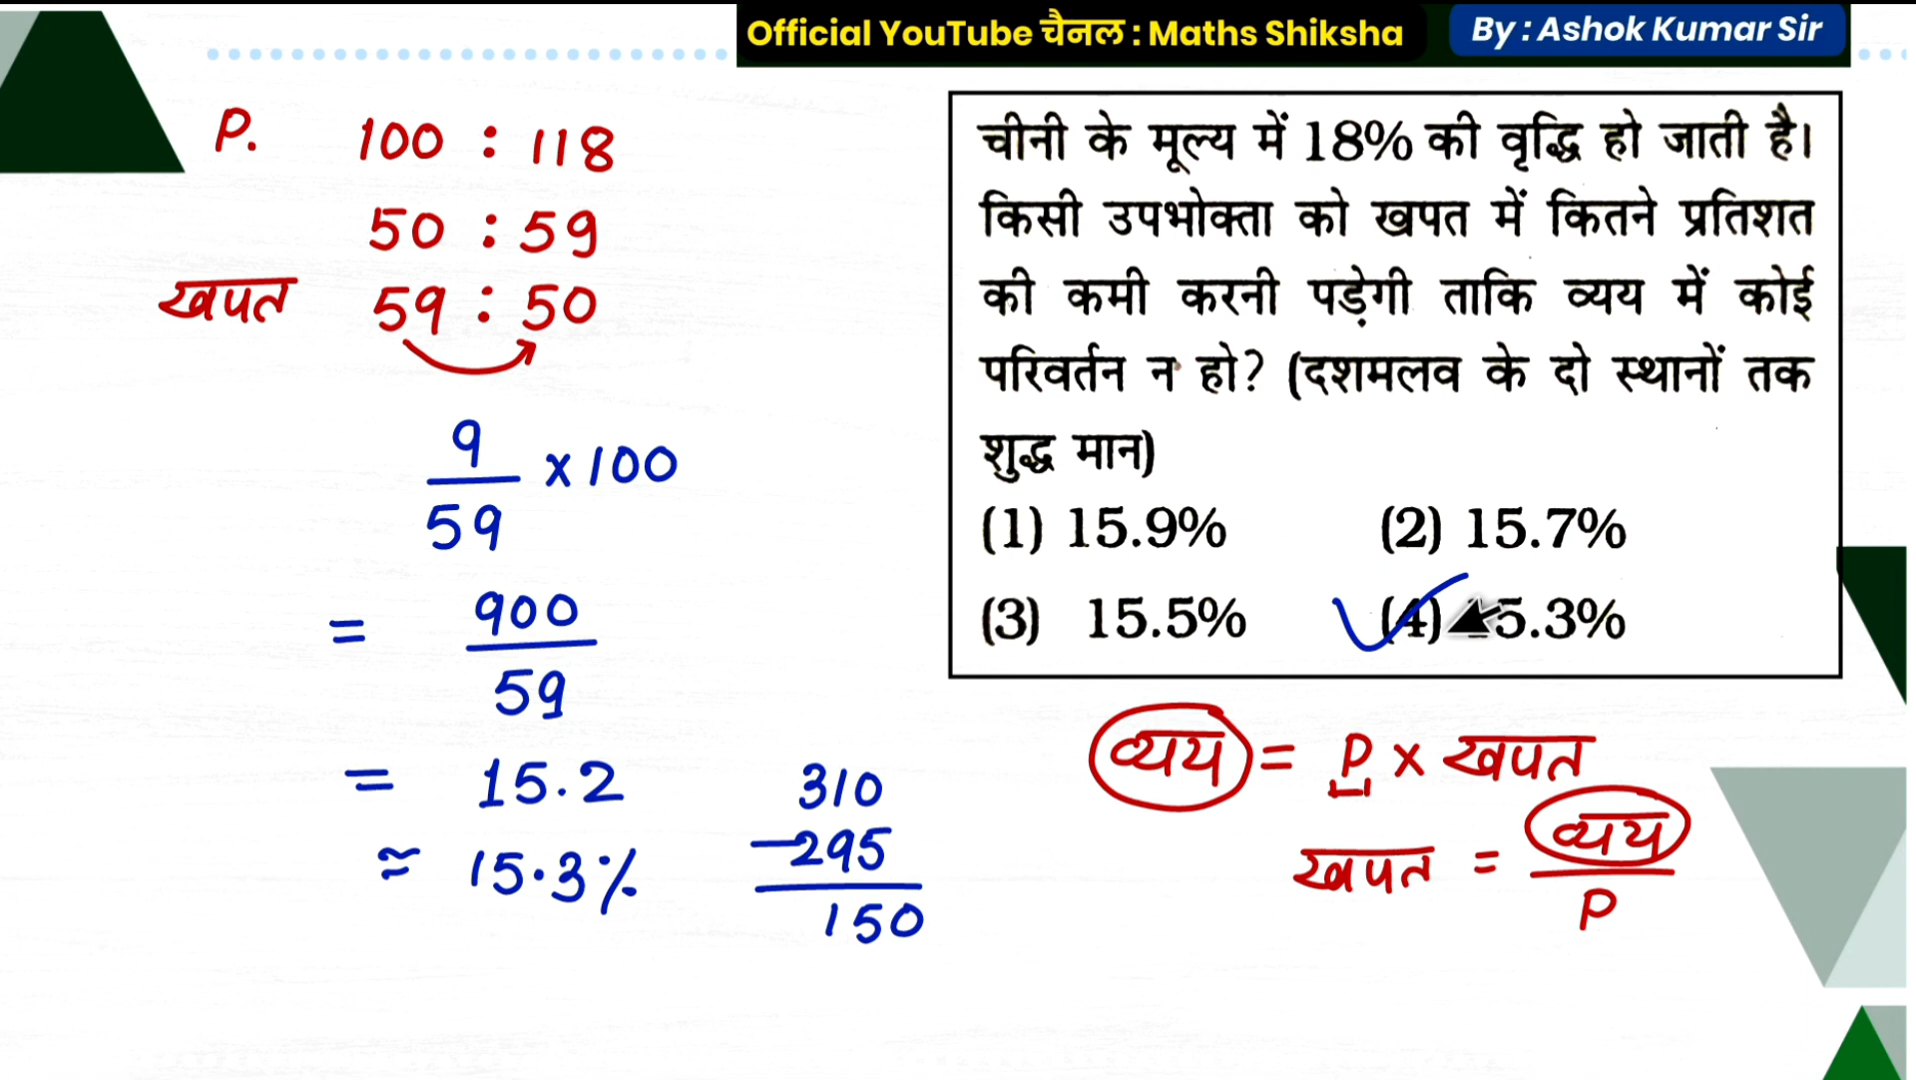 Official YouTube चैनल : Maths Shiksha
By : Ashok Kumar Sir
P. 100 : 118
50 : 59
खपत 59 : 50
9/59 × 100
= 900/59
= 15.2
≈ 15.3%
310
-295
150
चीनी के मूल्य में 18% की वृद्धि हो जाती है।
किसी उपभोक्ता को खपत में कितने प्रतिशत
की कमी करनी पड़ेगी ताकि व्यय में कोई
परिवर्तन न हो? (दशमलव के दो स्थानों तक
शुद्ध मान)
(1) 15.9% (2) 15.7%
(3) 15.5% (4) 15.3%
व्यय = P × खपत
खपत = व्यय/P